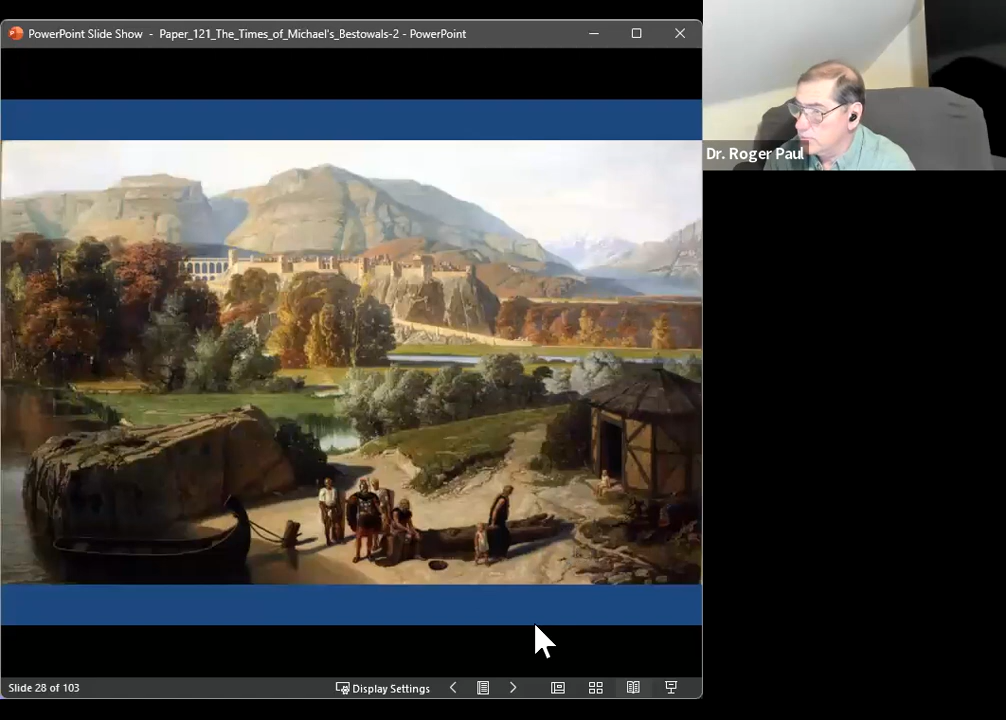 PowerPoint Slide Show - Paper_121_The_Times_of_Michael's_Bestowals-2 - PowerPoint
Dr. Roger Paul
Slide 28 of 103
Display Settings